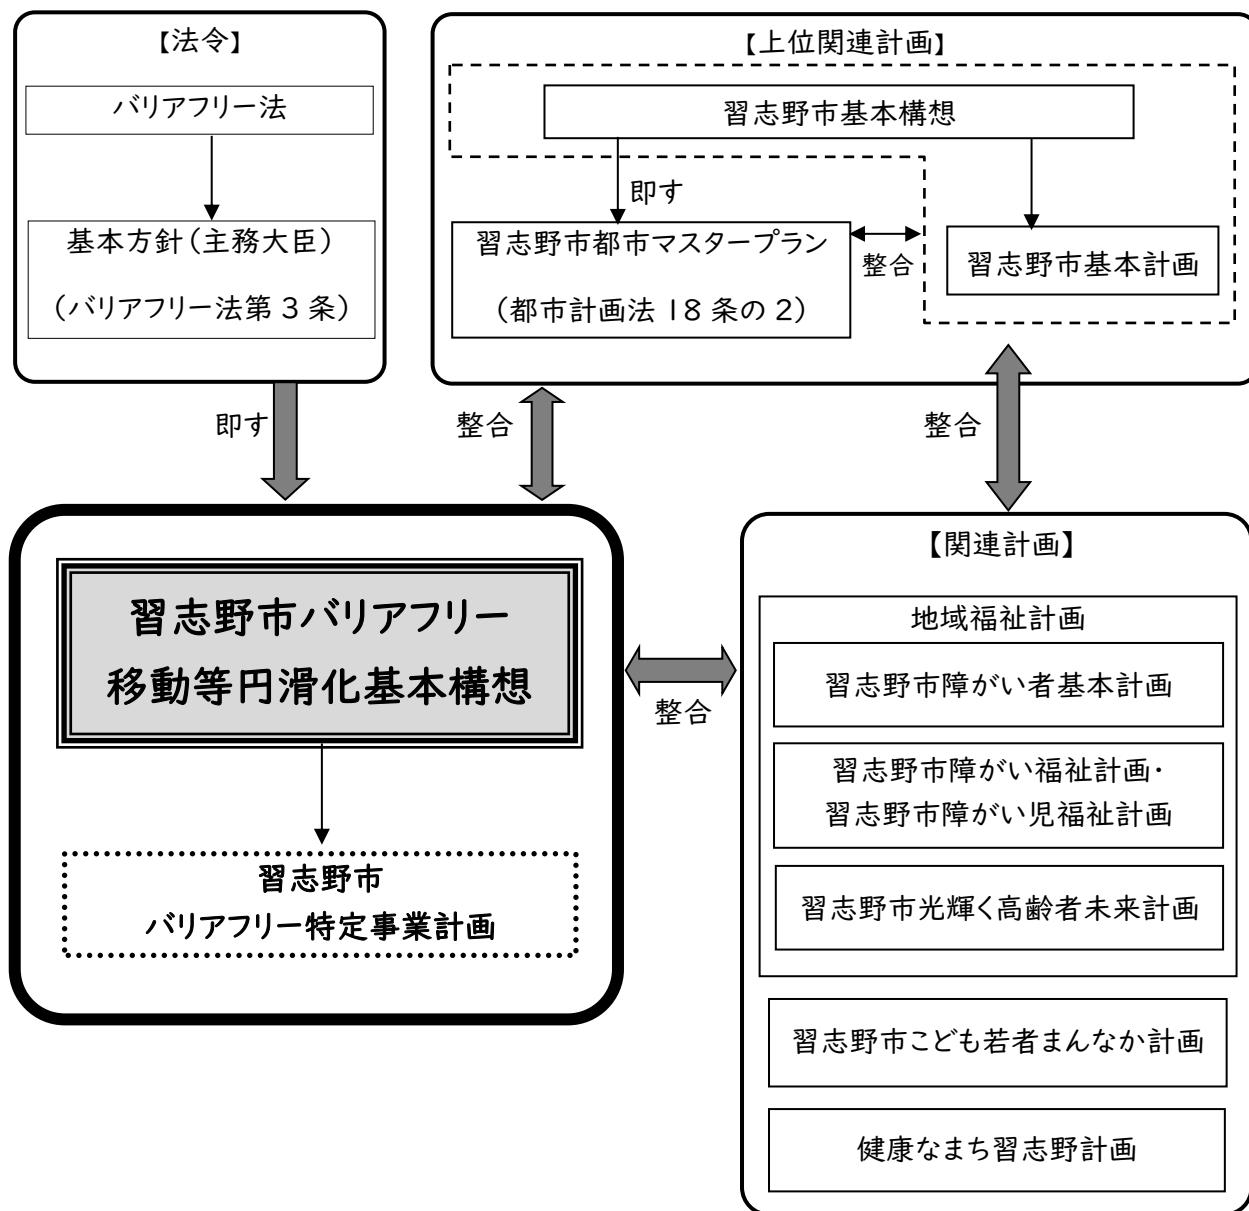 【法令】
バリアフリー法
基本方針（主務大臣）
（バリアフリー法第 3 条）
【上位関連計画】
習志野市基本構想
即す
習志野市都市マスタープラン
（都市計画法 18 条の 2）
整合
習志野市基本計画
即す
整合
整合
習志野市バリアフリー
移動等円滑化基本構想
習志野市
バリアフリー特定事業計画
整合
【関連計画】
地域福祉計画
習志野市障がい者基本計画
習志野市障がい福祉計画・
習志野市障がい児福祉計画
習志野市光輝く高齢者未来計画
習志野市こども若者まんなか計画
健康なまち習志野計画